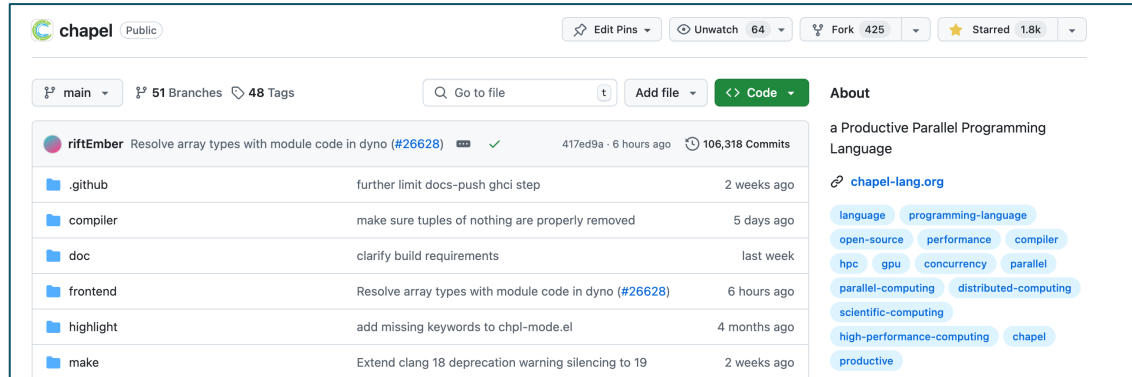 chapel Public Edit Pins Unwatch 64 Fork 425 Starred 1.8k
main 51 Branches 48 Tags Go to file t Add file <> Code
riftEmber Resolve array types with module code in dyno (#26628) 417ed9a · 6 hours ago 106,318 Commits
.github further limit docs-push ghci step 2 weeks ago
compiler make sure tuples of nothing are properly removed 5 days ago
doc clarify build requirements last week
frontend Resolve array types with module code in dyno (#26628) 6 hours ago
highlight add missing keywords to chpl-mode.el 4 months ago
make Extend clang 18 deprecation warning silencing to 19 2 weeks ago
About
a Productive Parallel Programming
Language
chapel-lang.org
language programming-language
open-source performance compiler
hpc gpu concurrency parallel
parallel-computing distributed-computing
scientific-computing
high-performance-computing chapel
productive